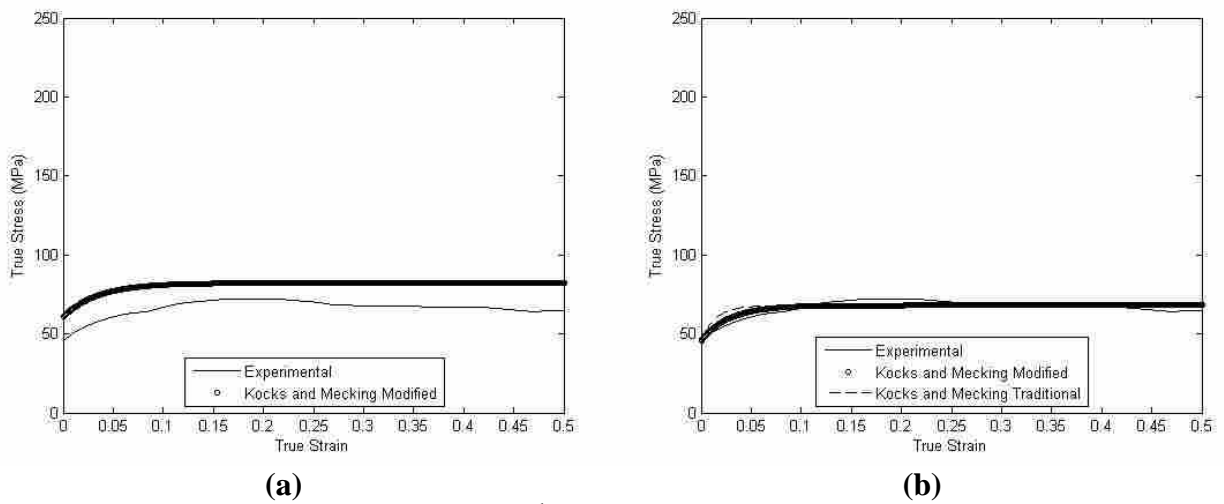 250
200
150
100
50
0
True Stress (MPa)
Experimental
Kocks and Mecking Modified
0 0.05 0.1 0.15 0.2 0.25 0.3 0.35 0.4 0.45 0.5
True Strain
(a)
250
200
150
100
50
0
True Stress (MPa)
Experimental
Kocks and Mecking Modified
Kocks and Mecking Traditional
0 0.05 0.1 0.15 0.2 0.25 0.3 0.35 0.4 0.45 0.5
True Strain
(b)